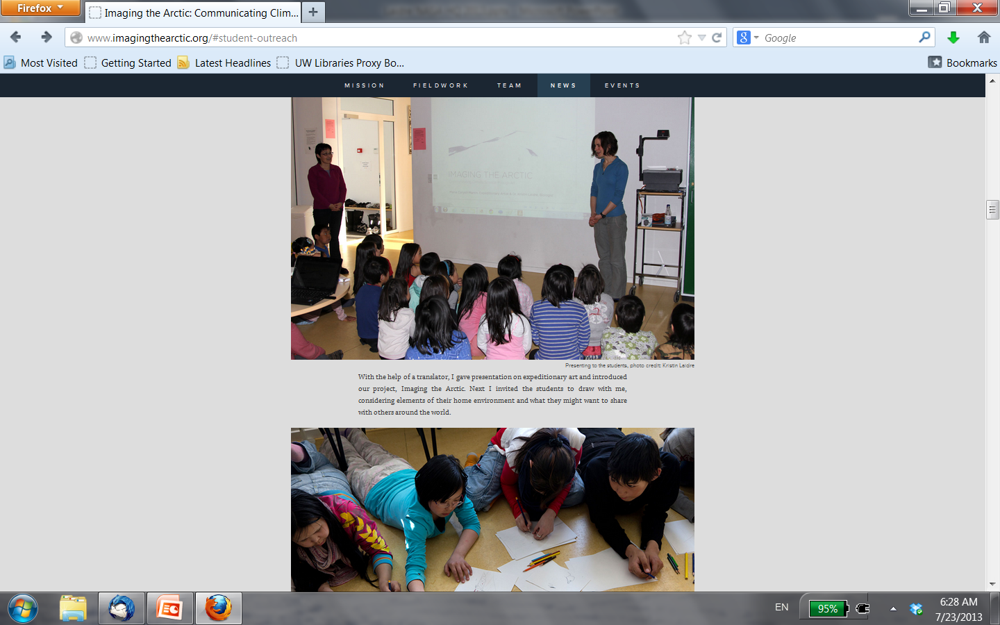 Firefox
Imaging the Arctic: Communicating Clim...
www.imagingthearctic.org/#student-outreach
Google
Most Visited
Getting Started
Latest Headlines
UW Libraries Proxy Bo...
Bookmarks
MISSION
FIELDWORK
TEAM
NEWS
EVENTS
IMAGING THE ARCTIC
Presenting to the students, photo credit: Kristin Laidre
With the help of a translator, I gave presentation on expeditionary art and introduced
our project, Imaging the Arctic. Next I invited the students to draw with me,
considering elements of their home environment and what they might want to share
with others around the world.
EN
95%
6:28 AM
7/23/2013